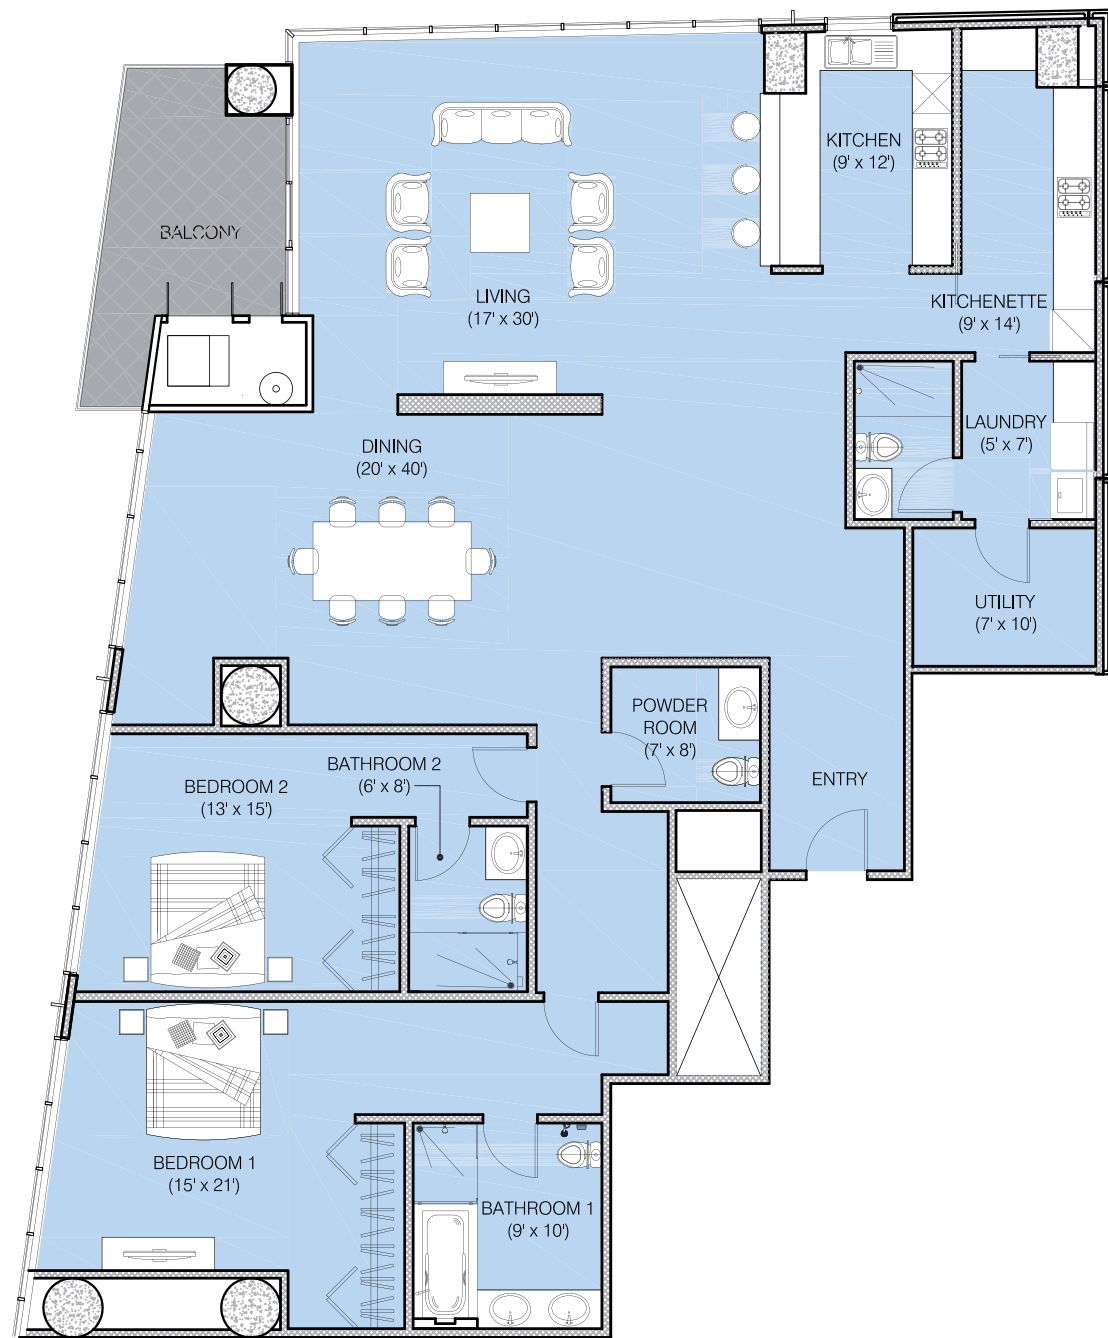 KITCHEN
(9' x 12')
BALCONY
LIVING
(17' x 30')
KITCHENETTE
(9' x 14')
DINING
(20' x 40')
LAUNDRY
(5' x 7')
UTILITY
(7' x 10')
POWDER
ROOM
(7' x 8')
BATHROOM 2
(6' x 8')
BEDROOM 2
(13' x 15')
ENTRY
BEDROOM 1
(15' x 21')
BATHROOM 1
(9' x 10')